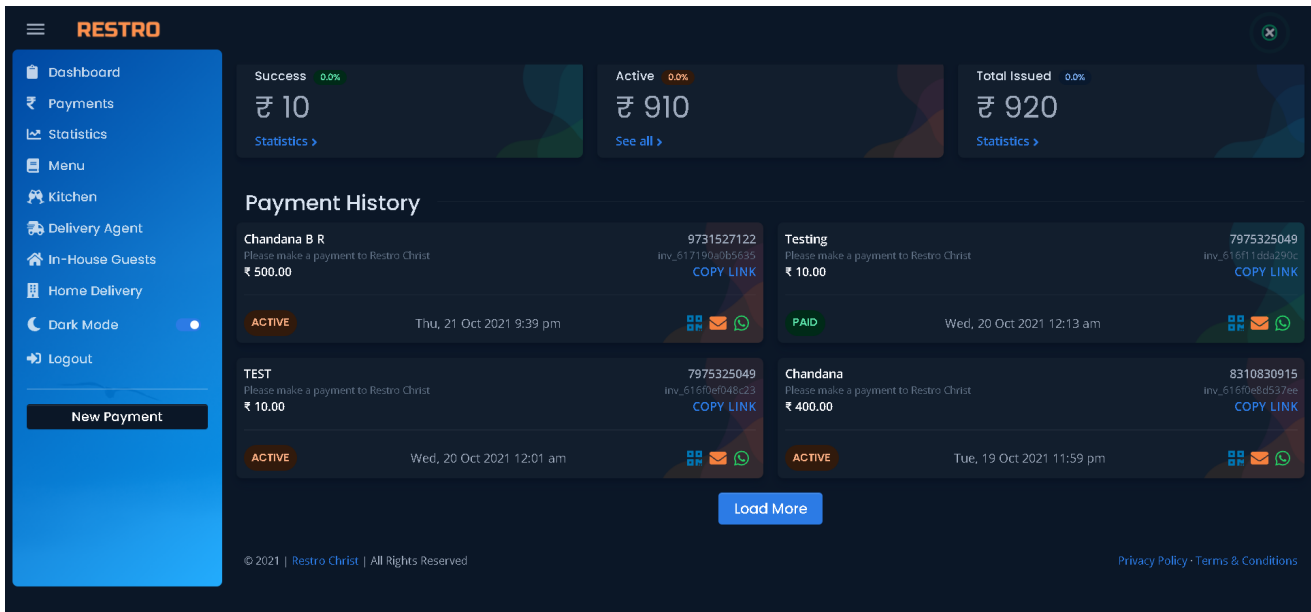 RESTRO
Dashboard
Payments
Statistics
Menu
Kitchen
Delivery Agent
In-House Guests
Home Delivery
Dark Mode
Logout
New Payment
Success 0.0%
₹ 10
Statistics >
Active 0.0%
₹ 910
See all >
Total Issued 0.0%
₹ 920
Statistics >
Payment History
Chandana B R 9731527122
Please make a payment to Restro Christ inv_617190a0b5635
₹ 500.00 COPY LINK
ACTIVE Thu, 21 Oct 2021 9:39 pm
Testing 7975325049
Please make a payment to Restro Christ inv_616f11dda290c
₹ 10.00 COPY LINK
PAID Wed, 20 Oct 2021 12:13 am
TEST 7975325049
Please make a payment to Restro Christ inv_616f0ef048c23
₹ 10.00 COPY LINK
ACTIVE Wed, 20 Oct 2021 12:01 am
Chandana 8310830915
Please make a payment to Restro Christ inv_616f0e8d537ee
₹ 400.00 COPY LINK
ACTIVE Tue, 19 Oct 2021 11:59 pm
Load More
© 2021 | Restro Christ | All Rights Reserved
Privacy Policy · Terms & Conditions